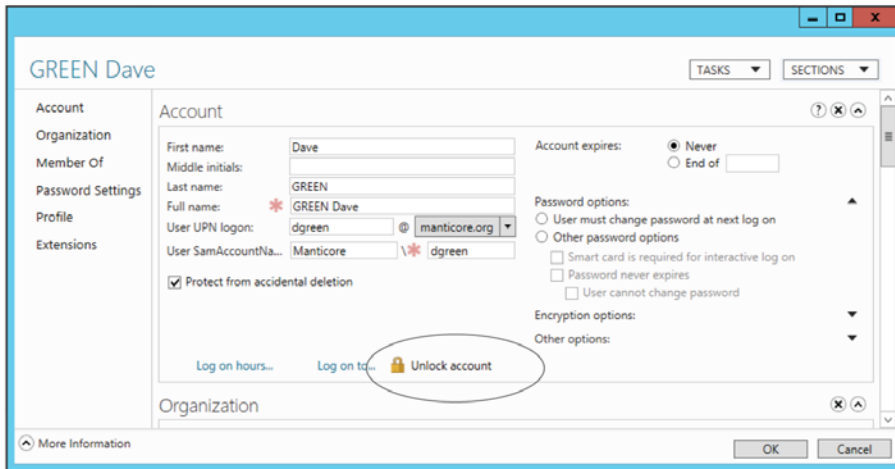 GREEN Dave
TASKS
SECTIONS
Account
Organization
Member Of
Password Settings
Profile
Extensions
Account
First name: Dave
Middle initials:
Last name: GREEN
Full name: * GREEN Dave
User UPN logon: dgreen @ manticore.org
User SamAccountNa... Manticore \* dgreen
Protect from accidental deletion
Account expires: Never
End of
Password options:
User must change password at next log on
Other password options
Smart card is required for interactive log on
Password never expires
User cannot change password
Encryption options:
Other options:
Log on hours... Log on to... Unlock account
Organization
More Information
OK Cancel